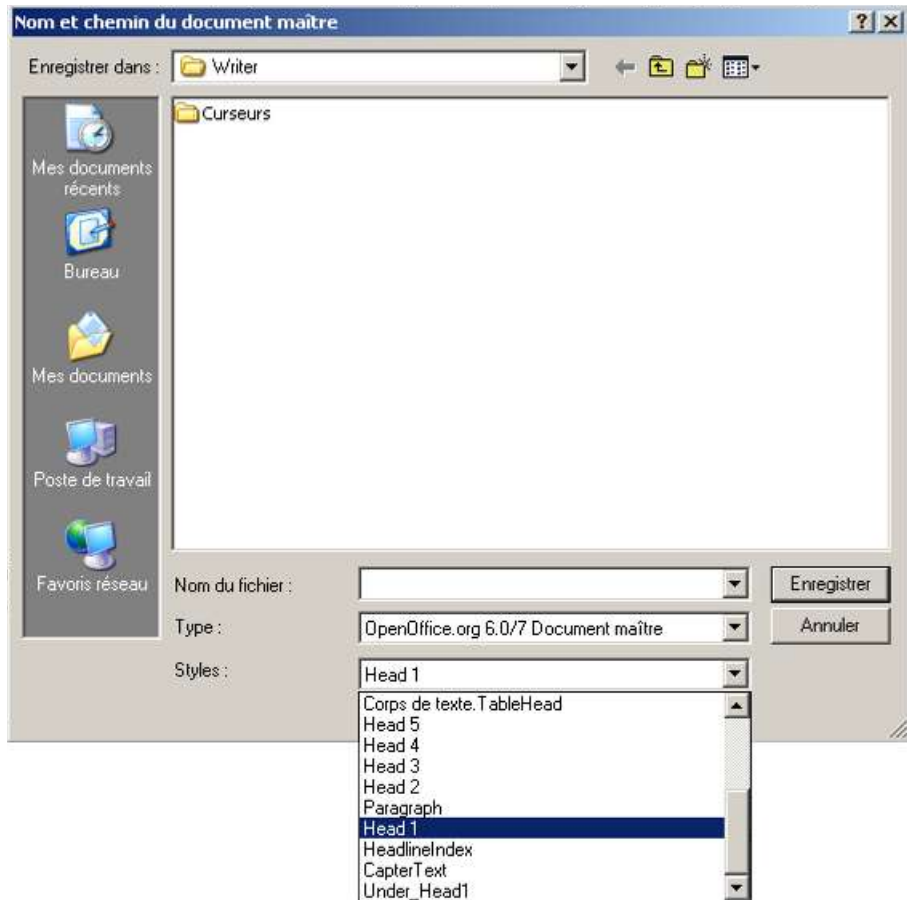 Nom et chemin du document maître
Enregistrer dans :
Writer
Curseurs
Mes documents
récents
Bureau
Mes documents
Poste de travail
Favoris réseau
Nom du fichier :
Enregistrer
Type :
OpenOffice.org 6.0/7 Document maître
Annuler
Styles :
Head 1
Corps de texte.TableHead
Head 5
Head 4
Head 3
Head 2
Paragraph
Head 1
HeadlineIndex
CapterText
Under_Head1